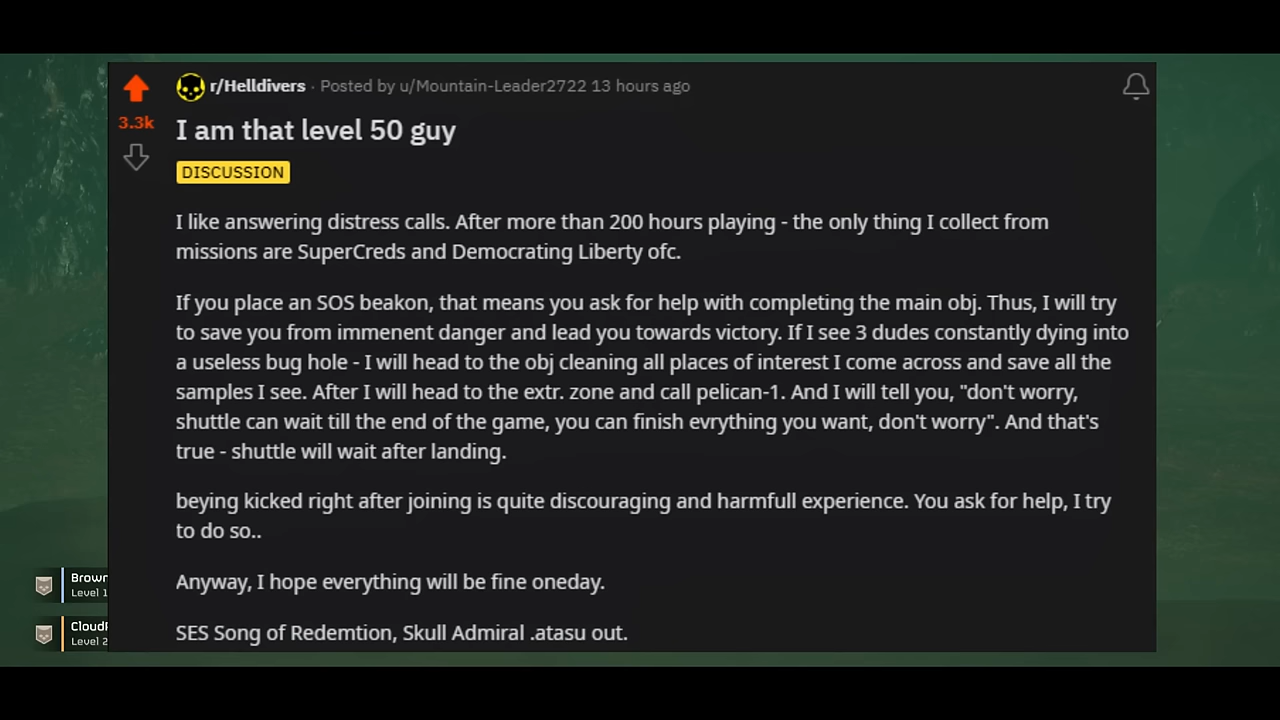 r/Helldivers · Posted by u/Mountain-Leader2722 13 hours ago
3.3k
I am that level 50 guy
DISCUSSION
I like answering distress calls. After more than 200 hours playing - the only thing I collect from
missions are SuperCreds and Democrating Liberty ofc.
If you place an SOS beakon, that means you ask for help with completing the main obj. Thus, I will try
to save you from immenent danger and lead you towards victory. If I see 3 dudes constantly dying into
a useless bug hole - I will head to the obj cleaning all places of interest I come across and save all the
samples I see. After I will head to the extr. zone and call pelican-1. And I will tell you, "don't worry,
shuttle can wait till the end of the game, you can finish evrything you want, don't worry". And that's
true - shuttle will wait after landing.
beying kicked right after joining is quite discouraging and harmfull experience. You ask for help, I try
to do so..
Anyway, I hope everything will be fine oneday.
SES Song of Redemtion, Skull Admiral .atasu out.
Brown
Level 1
Cloud
Level 2